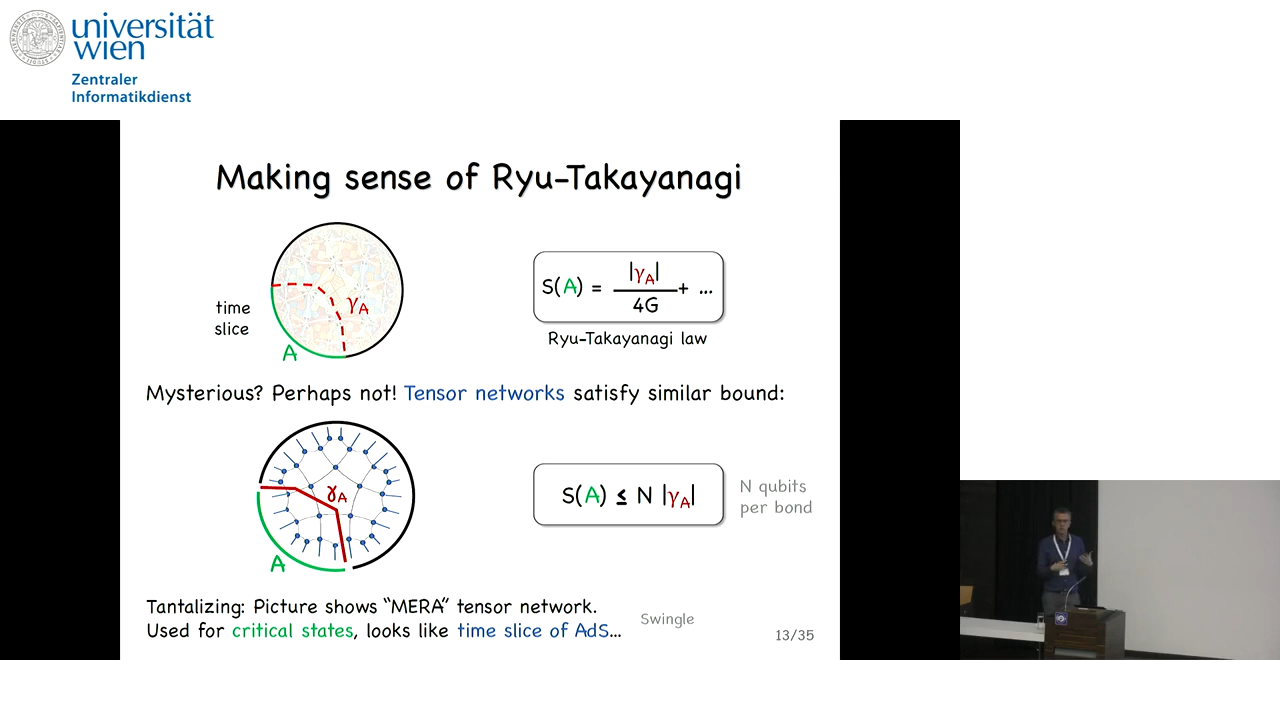 universität
wien
Zentraler
Informatikdienst
Making sense of Ryu-Takayanagi
time
slice
γA
A
S(A) = |γA| / 4G + ...
Ryu-Takayanagi law
Mysterious? Perhaps not! Tensor networks satisfy similar bound:
γA
A
S(A) ≤ N |γA|
N qubits
per bond
Tantalizing: Picture shows “MERA” tensor network.
Used for critical states, looks like time slice of AdS...
Swingle
13/35